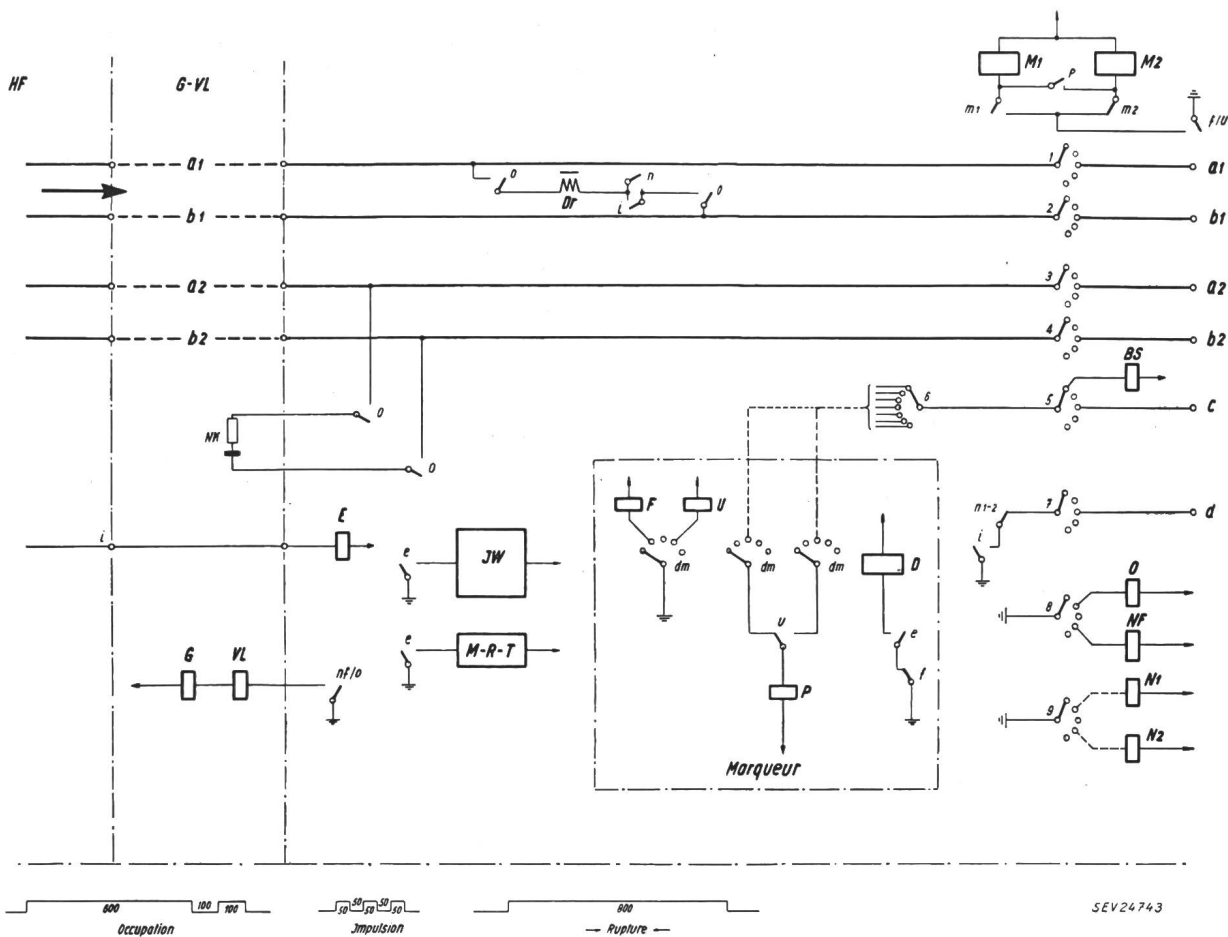 M1 M2
p
m1 m2
f/u
HF G-VL
a1 1 a1
o n o
Dr
i
b1 2 b1
a2 3 a2
b2 4 b2
BS
6 5 C
o
NK
o
F U
n1-2 7 d
E
i
e JW
dm dm dm D
i
O
8
NF
e
G VL nf/o M-R-T
u e
f
P
N1
9
N2
Marqueur
600 100 100
50 50 50 50 50
800
SEV24743
Occupation Jmpulsion → Rupture ←